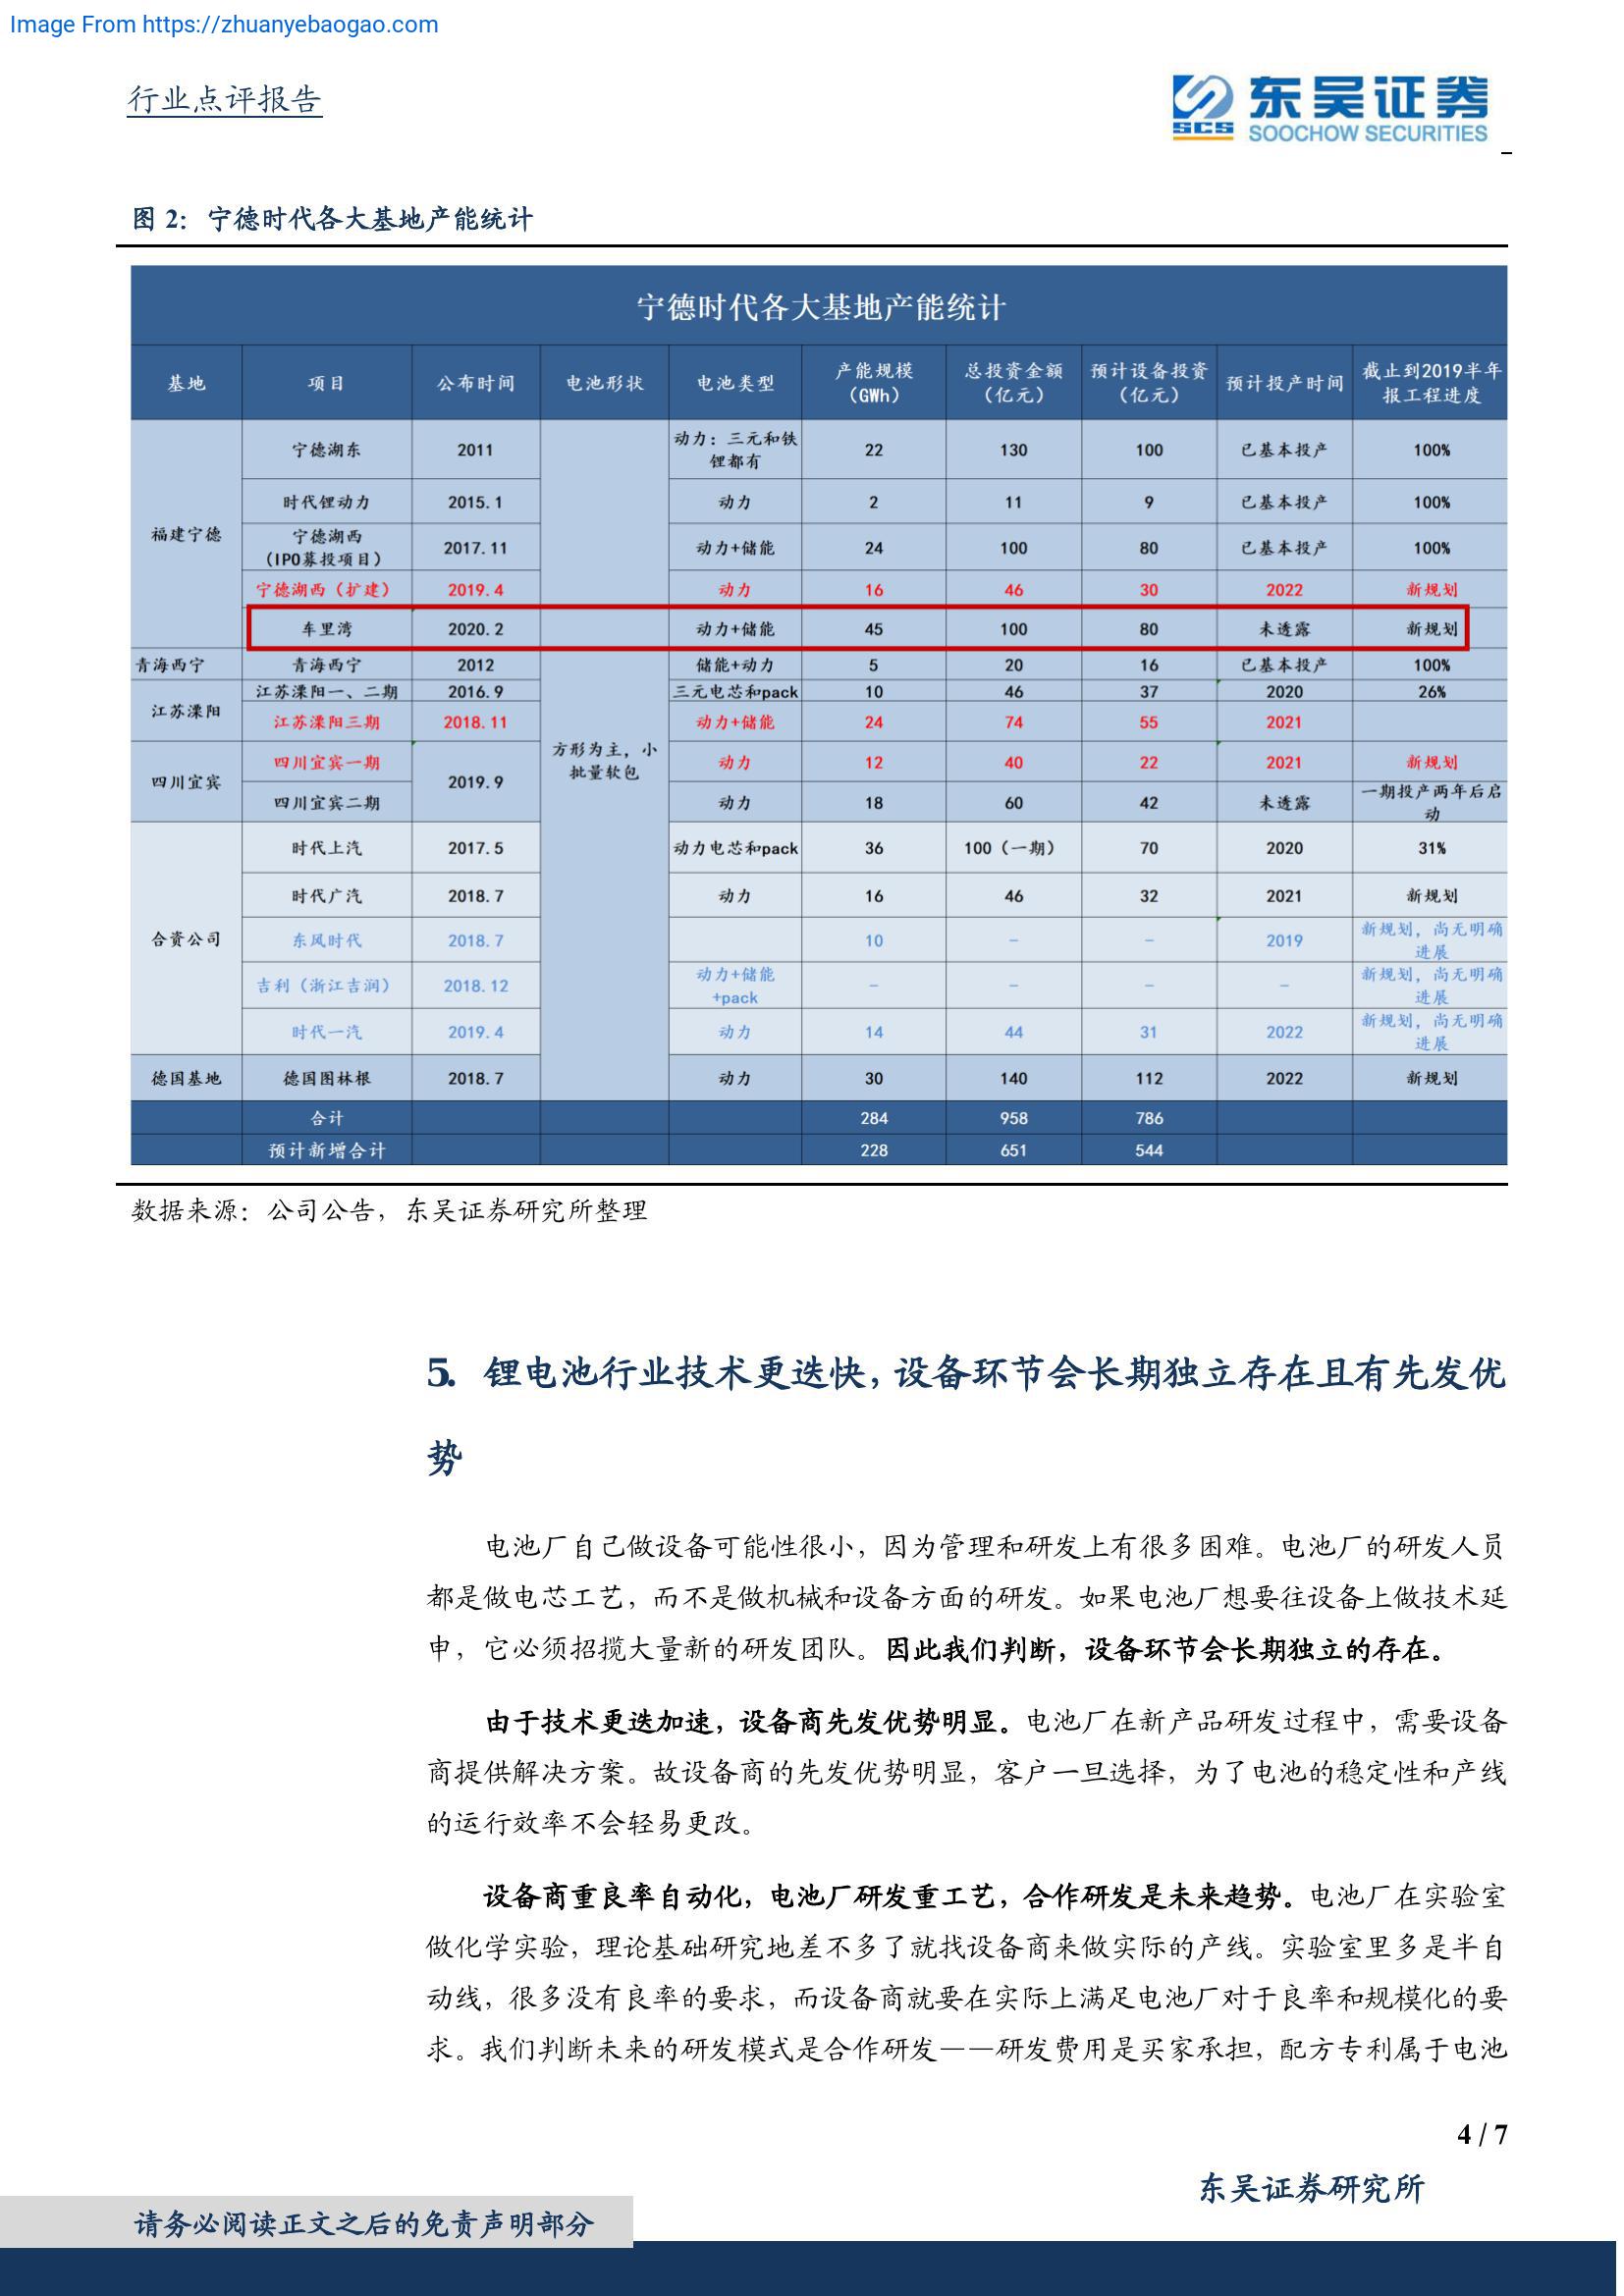 Image From https://zhuanyebaogao.com
行业点评报告
东吴证券
SCS
SOOCHOW SECURITIES
图 2: 宁德时代各大基地产能统计
宁德时代各大基地产能统计
基地 项目 公布时间 电池形状 电池类型 产能规模（GWh） 总投资金额（亿元） 预计设备投资（亿元） 预计投产时间 截止到2019半年报工程进度
福建宁德 宁德湖东 2011 动力：三元和铁锂都有 22 130 100 已基本投产 100%
时代锂动力 2015.1 动力 2 11 9 已基本投产 100%
宁德湖西（IPO募投项目） 2017.11 动力+储能 24 100 80 已基本投产 100%
宁德湖西（扩建） 2019.4 动力 16 46 30 2022 新规划
车里湾 2020.2 动力+储能 45 100 80 未透露 新规划
青海西宁 青海西宁 2012 储能+动力 5 20 16 已基本投产 100%
江苏溧阳 江苏溧阳一、二期 2016.9 三元电芯和pack 10 46 37 2020 26%
江苏溧阳三期 2018.11 动力+储能 24 74 55 2021
方形为主，小批量软包
四川宜宾 四川宜宾一期 2019.9 动力 12 40 22 2021 新规划
四川宜宾二期 动力 18 60 42 未透露 一期投产两年后启动
合资公司 时代上汽 2017.5 动力电芯和pack 36 100（一期） 70 2020 31%
时代广汽 2018.7 动力 16 46 32 2021 新规划
东风时代 2018.7 10 - - 2019 新规划，尚无明确进展
吉利（浙江吉润） 2018.12 动力+储能+pack - - - - 新规划，尚无明确进展
时代一汽 2019.4 动力 14 44 31 2022 新规划，尚无明确进展
德国基地 德国图林根 2018.7 动力 30 140 112 2022 新规划
合计 284 958 786
预计新增合计 228 651 544
数据来源：公司公告，东吴证券研究所整理
5. 锂电池行业技术更迭快，设备环节会长期独立存在且有先发优
势
电池厂自己做设备可能性很小，因为管理和研发上有很多困难。电池厂的研发人员
都是做电芯工艺，而不是做机械和设备方面的研发。如果电池厂想要往设备上做技术延
申，它必须招揽大量新的研发团队。因此我们判断，设备环节会长期独立的存在。
由于技术更迭加速，设备商先发优势明显。电池厂在新产品研发过程中，需要设备
商提供解决方案。故设备商的先发优势明显，客户一旦选择，为了电池的稳定性和产线
的运行效率不会轻易更改。
设备商重良率自动化，电池厂研发重工艺，合作研发是未来趋势。电池厂在实验室
做化学实验，理论基础研究地差不多了就找设备商来做实际的产线。实验室里多是半自
动线，很多没有良率的要求，而设备商就要在实际上满足电池厂对于良率和规模化的要
求。我们判断未来的研发模式是合作研发——研发费用是买家承担，配方专利属于电池
4 / 7
东吴证券研究所
请务必阅读正文之后的免责声明部分